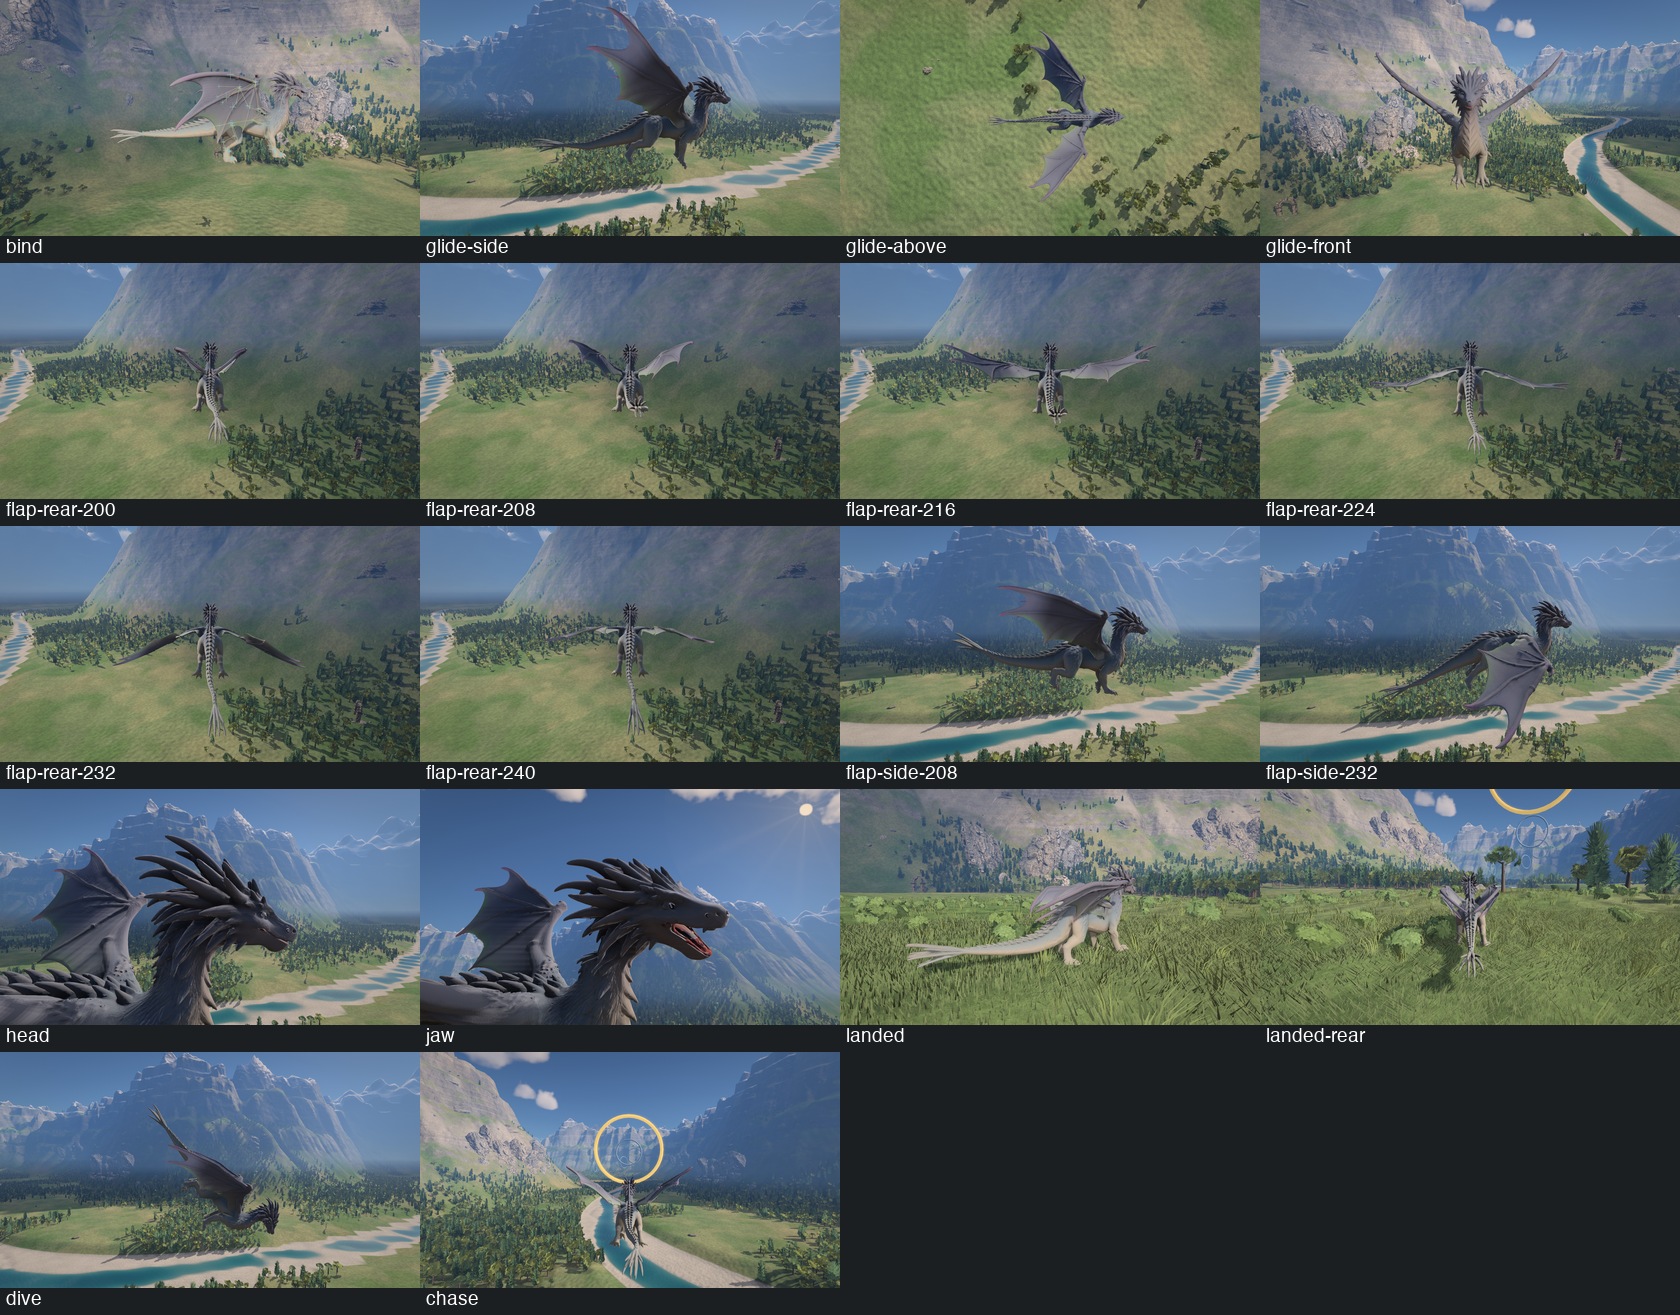 bind
glide-side
glide-above
glide-front
flap-rear-200
flap-rear-208
flap-rear-216
flap-rear-224
flap-rear-232
flap-rear-240
flap-side-208
flap-side-232
head
jaw
landed
landed-rear
dive
chase